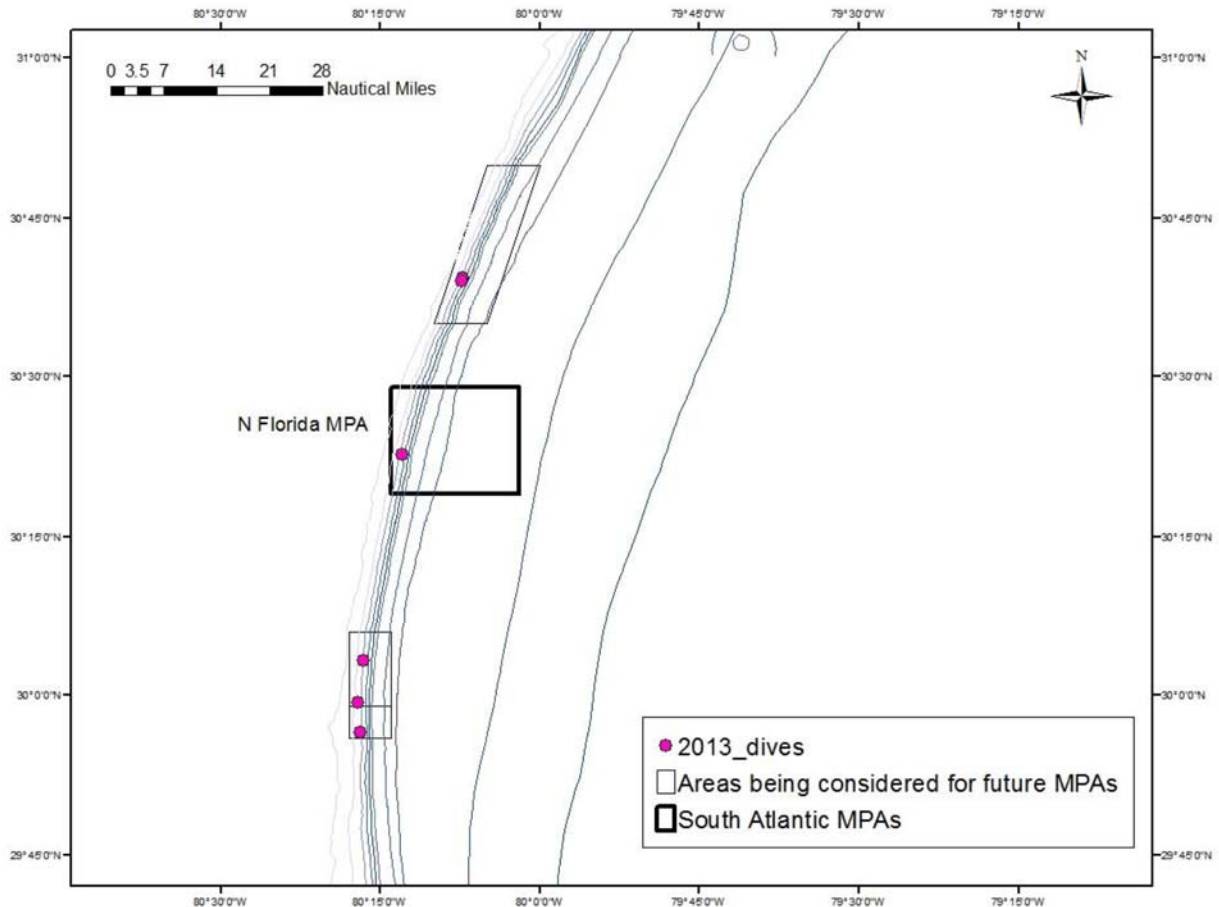 80°30'0"W 80°15'0"W 80°0'0"W 79°45'0"W 79°30'0"W 79°15'0"W
31°0'0"N 31°0'0"N
0 3.5 7 14 21 28
Nautical Miles
N
30°45'0"N 30°45'0"N
30°30'0"N 30°30'0"N
N Florida MPA
30°15'0"N 30°15'0"N
30°0'0"N 30°0'0"N
2013_dives
Areas being considered for future MPAs
South Atlantic MPAs
29°45'0"N 29°45'0"N
80°30'0"W 80°15'0"W 80°0'0"W 79°45'0"W 79°30'0"W 79°15'0"W